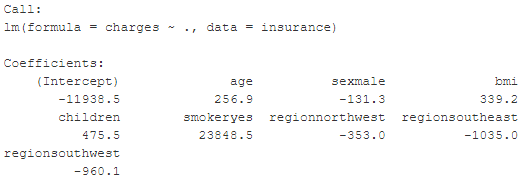 Call:
lm(formula = charges ~ ., data = insurance)
Coefficients:
(Intercept) age sexmale bmi
-11938.5 256.9 -131.3 339.2
children smokeryes regionnorthwest regionsoutheast
475.5 23848.5 -353.0 -1035.0
regionsouthwest
-960.1